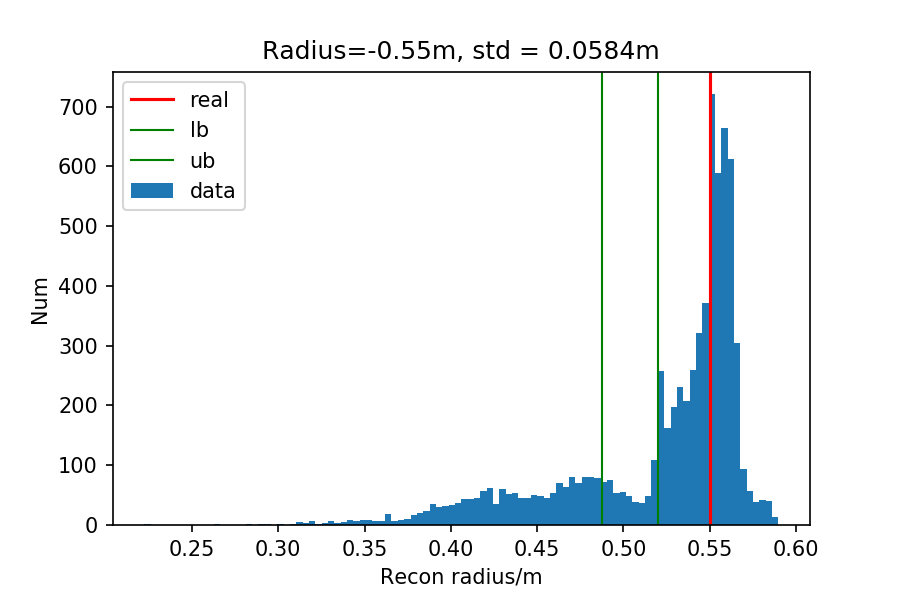 Radius=-0.55m, std = 0.0584m
real
lb
ub
data
700
600
500
400
300
200
100
0
Num
0.25 0.30 0.35 0.40 0.45 0.50 0.55 0.60
Recon radius/m